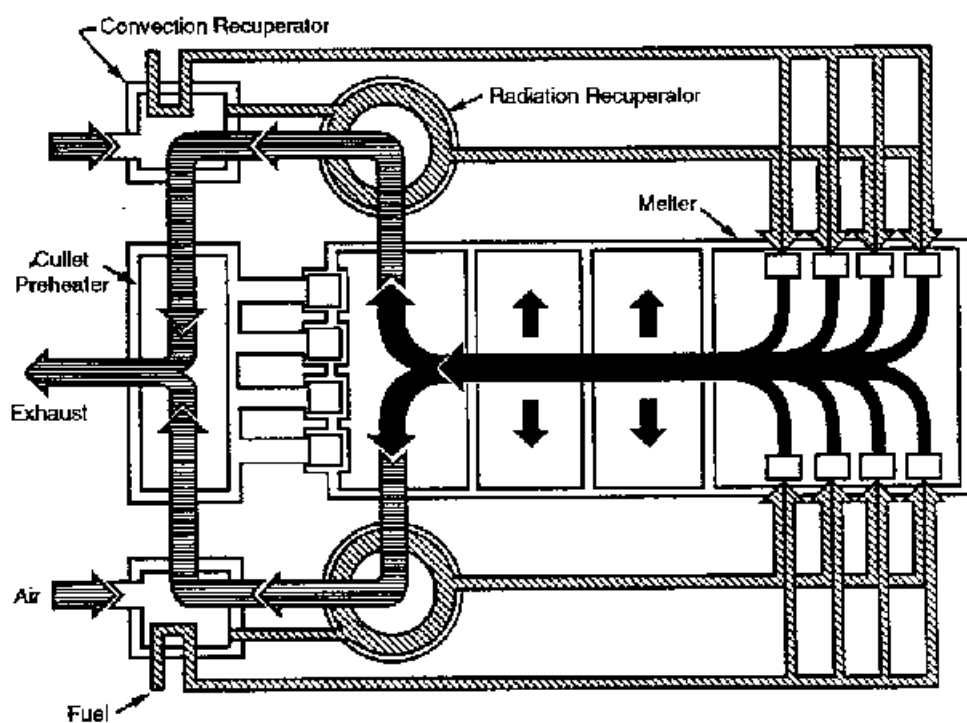 Convection Recuperator
Radiation Recuperator
Melter
Cullet
Preheater
Exhaust
Air
Fuel